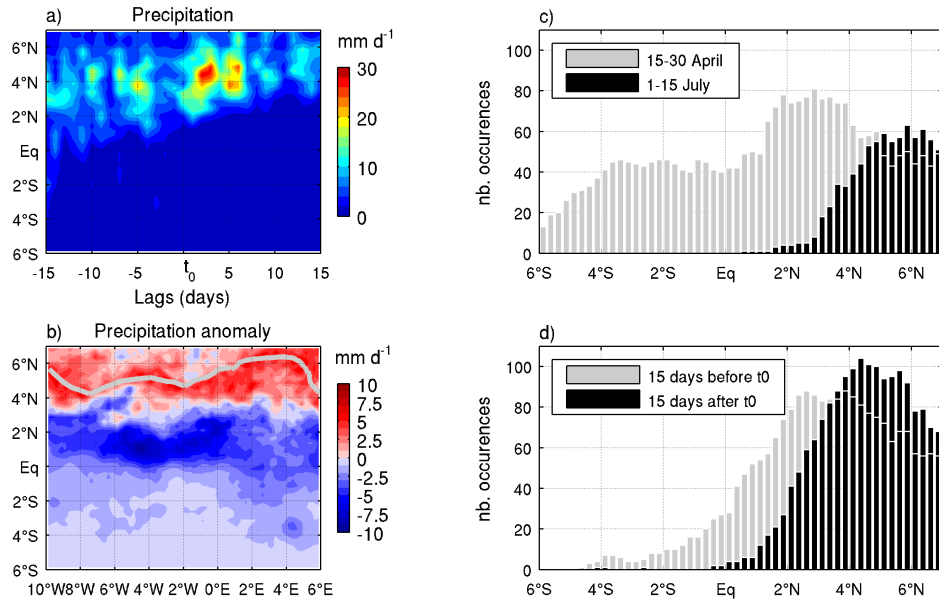 a) Precipitation
mm d⁻¹
6°N
4°N
2°N
Eq
2°S
4°S
6°S
30
20
10
0
-15 -10 -5 t₀ 5 10 15
Lags (days)
b) Precipitation anomaly
mm d⁻¹
6°N
4°N
2°N
Eq
2°S
4°S
6°S
10
7.5
5
2.5
0
-2.5
-5
-7.5
-10
10°W 8°W 6°W 4°W 2°W 0°E 2°E 4°E 6°E
c)
nb. occurences
100
80
60
40
20
0
15-30 April
1-15 July
6°S 4°S 2°S Eq 2°N 4°N 6°N
d)
nb. occurences
100
80
60
40
20
0
15 days before t0
15 days after t0
6°S 4°S 2°S Eq 2°N 4°N 6°N